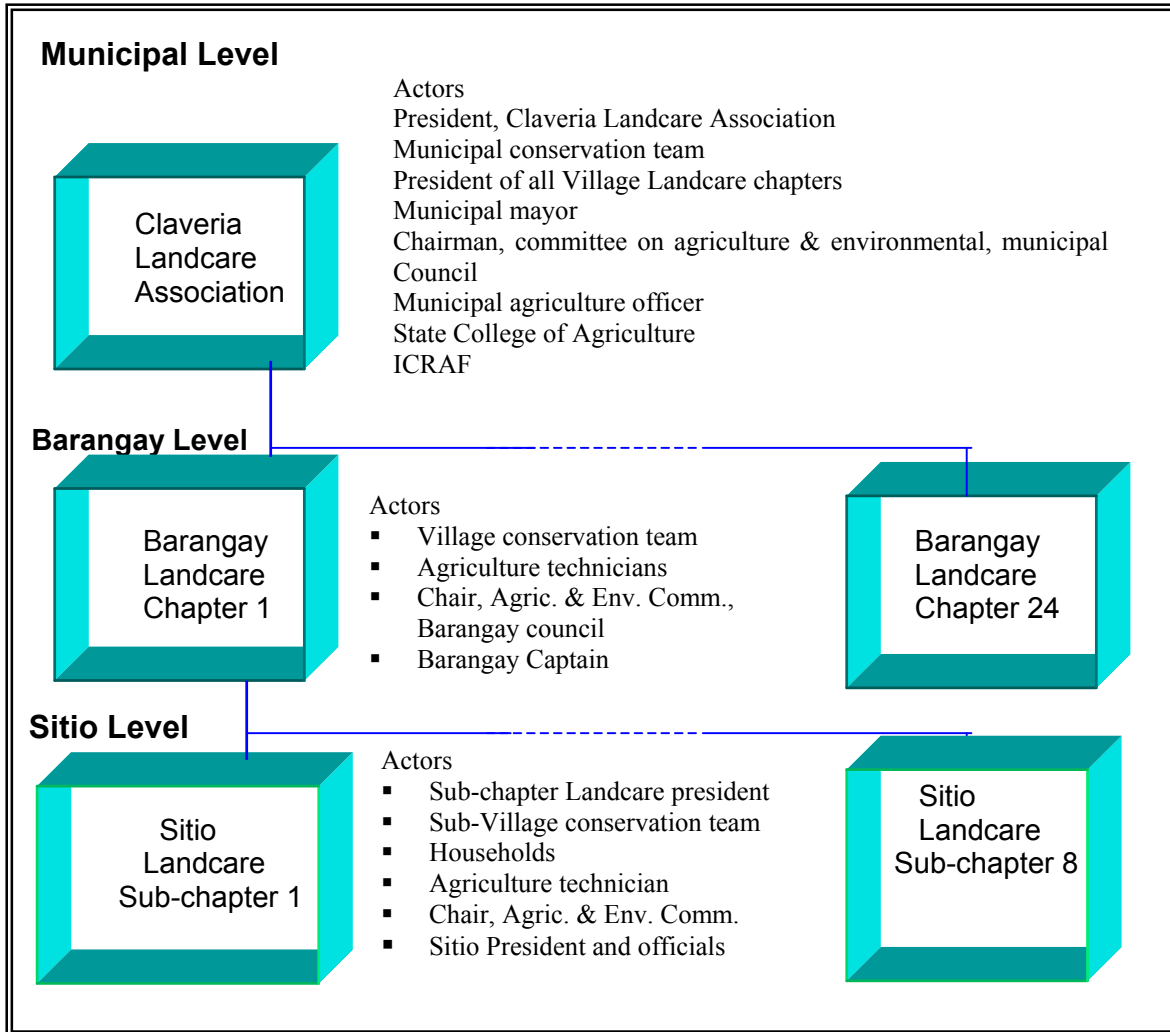 Municipal Level
Claveria
Landcare
Association
Actors
President, Claveria Landcare Association
Municipal conservation team
President of all Village Landcare chapters
Municipal mayor
Chairman, committee on agriculture & environmental, municipal
Council
Municipal agriculture officer
State College of Agriculture
ICRAF
Barangay Level
Barangay
Landcare
Chapter 1
Actors
▪ Village conservation team
▪ Agriculture technicians
▪ Chair, Agric. & Env. Comm.,
Barangay council
▪ Barangay Captain
Barangay
Landcare
Chapter 24
Sitio Level
Sitio
Landcare
Sub-chapter 1
Actors
▪ Sub-chapter Landcare president
▪ Sub-Village conservation team
▪ Households
▪ Agriculture technician
▪ Chair, Agric. & Env. Comm.
▪ Sitio President and officials
Sitio
Landcare
Sub-chapter 8